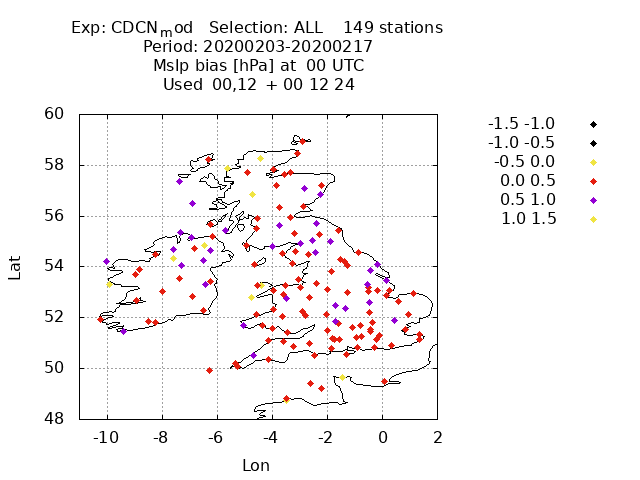 Exp: CDCNmod Selection: ALL 149 stations
Period: 20200203-20200217
Mslp bias [hPa] at 00 UTC
Used 00,12 + 00 12 24
-1.5 -1.0
-1.0 -0.5
-0.5 0.0
0.0 0.5
0.5 1.0
1.0 1.5
60
58
56
54
52
50
48
Lat
-10 -8 -6 -4 -2 0 2
Lon